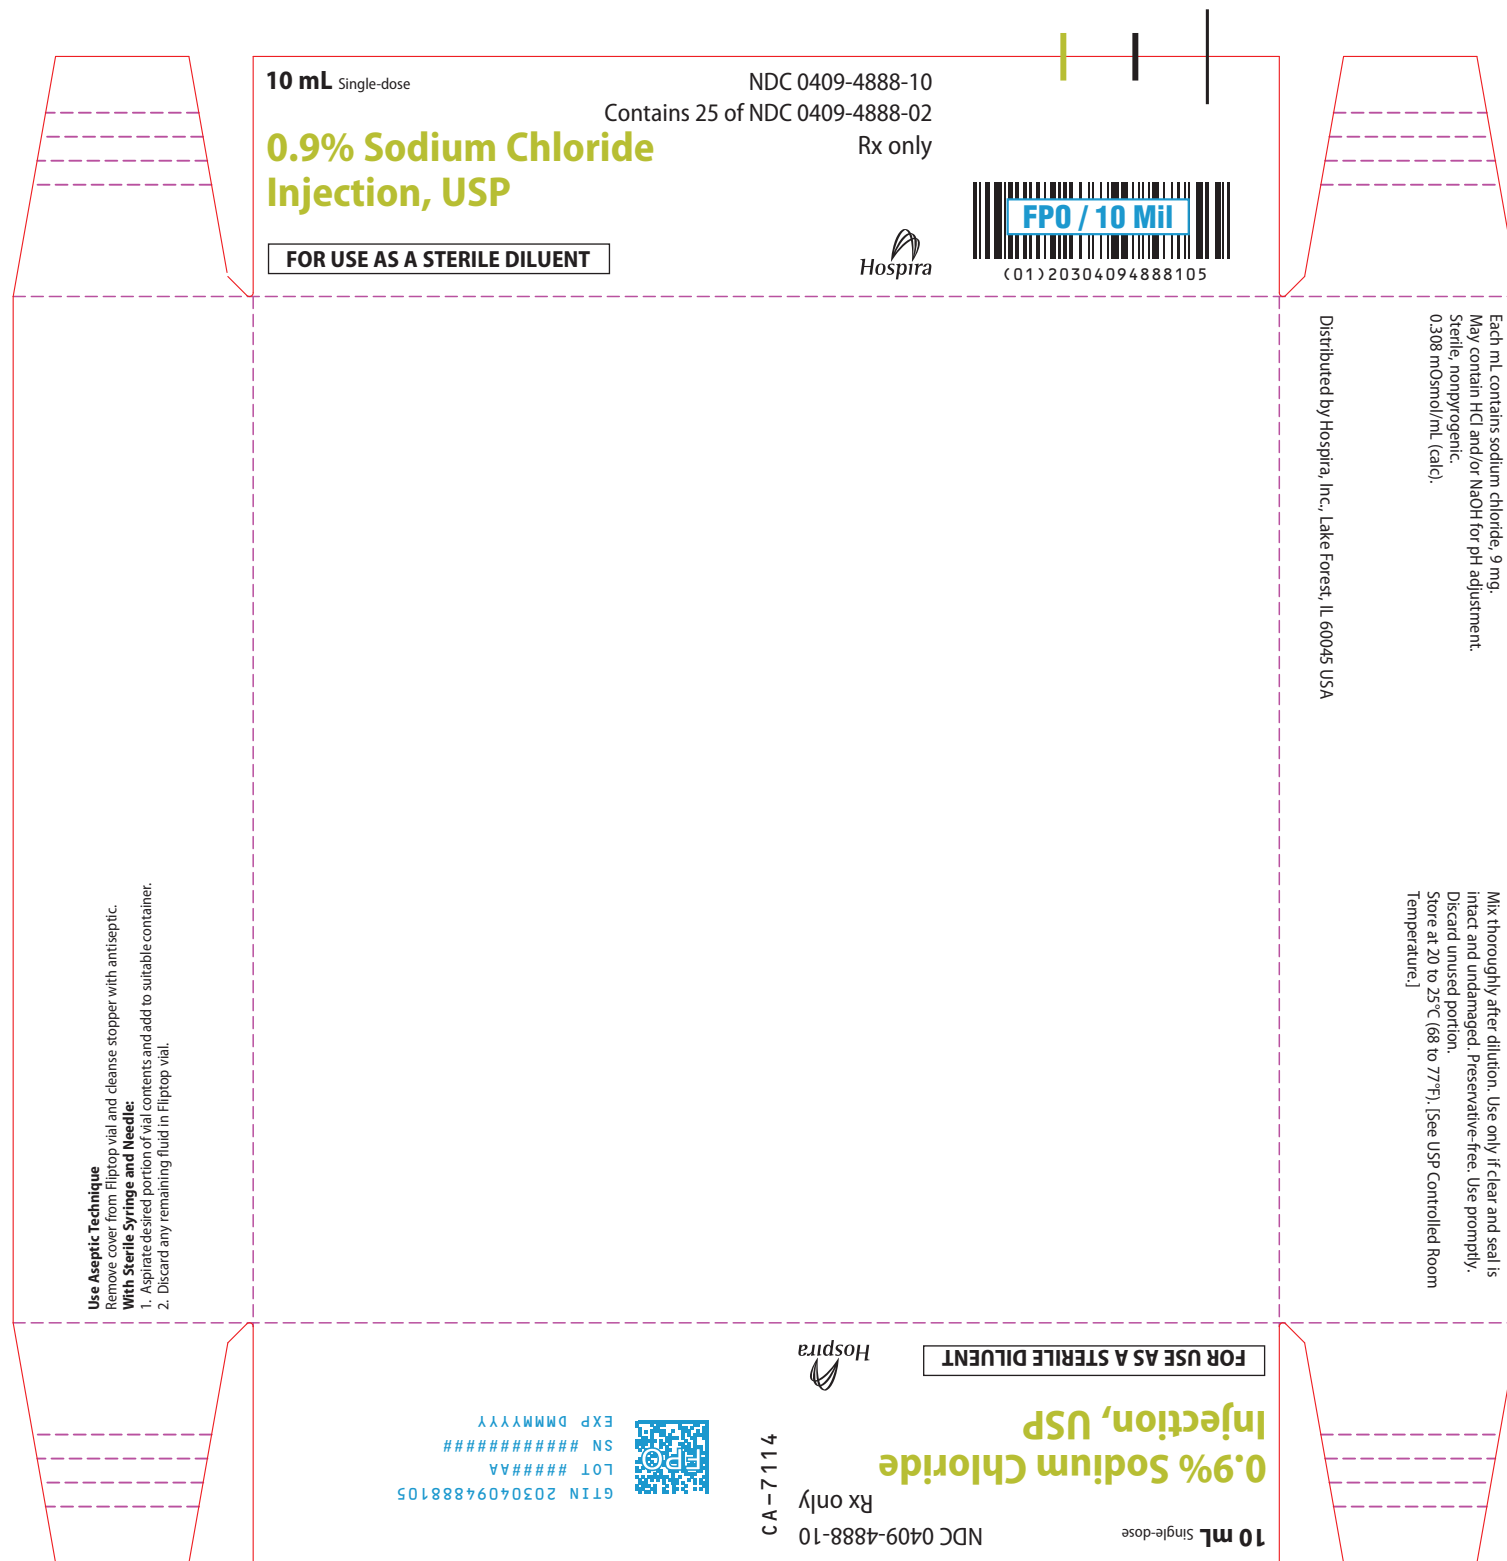 10 mL Single-dose
NDC 0409-4888-10
Contains 25 of NDC 0409-4888-02
0.9% Sodium Chloride
Injection, USP
Rx only
FOR USE AS A STERILE DILUENT
Hospira
FPO / 10 Mil
(01)20304094888105
Each mL contains sodium chloride, 9 mg.
May contain HCl and/or NaOH for pH adjustment.
Sterile, nonpyrogenic.
0.308 mOsmol/mL (calc).
Distributed by Hospira, Inc., Lake Forest, IL 60045 USA
Mix thoroughly after dilution. Use only if clear and seal is
intact and undamaged. Preservative-free. Use promptly.
Discard unused portion.
Store at 20 to 25°C (68 to 77°F). [See USP Controlled Room
Temperature.]
Use Aseptic Technique
Remove cover from Fliptop vial and cleanse stopper with antiseptic.
With Sterile Syringe and Needle:
1. Aspirate desired portion of vial contents and add to suitable container.
2. Discard any remaining fluid in Fliptop vial.
10 mL Single-dose
NDC 0409-4888-10
Rx only
0.9% Sodium Chloride
Injection, USP
FOR USE AS A STERILE DILUENT
Hospira
CA-7114
FPO
GTIN 20304094888105
LOT ######AA
SN ############
EXP DMMMYYYY